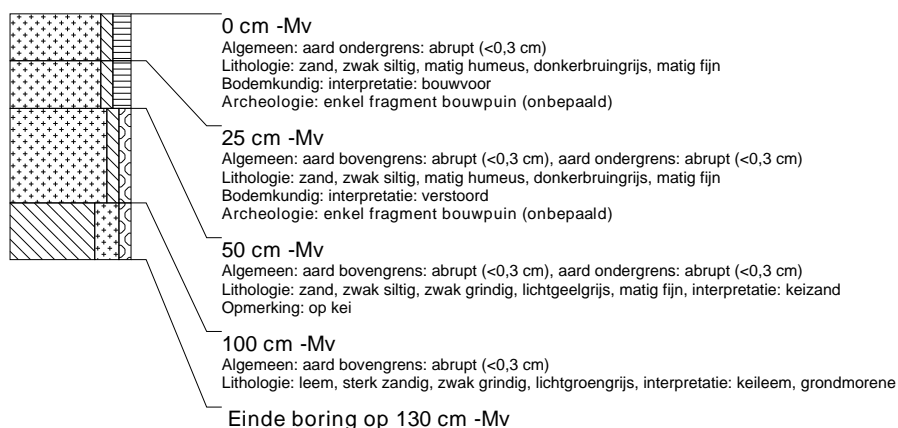 0 cm -Mv
Algemeen: aard ondergrens: abrupt (<0,3 cm)
Lithologie: zand, zwak siltig, matig humeus, donkerbruingrijs, matig fijn
Bodemkundig: interpretatie: bouwvoor
Archeologie: enkel fragment bouwpuin (onbepaald)
25 cm -Mv
Algemeen: aard bovengrens: abrupt (<0,3 cm), aard ondergrens: abrupt (<0,3 cm)
Lithologie: zand, zwak siltig, matig humeus, donkerbruingrijs, matig fijn
Bodemkundig: interpretatie: verstoord
Archeologie: enkel fragment bouwpuin (onbepaald)
50 cm -Mv
Algemeen: aard bovengrens: abrupt (<0,3 cm), aard ondergrens: abrupt (<0,3 cm)
Lithologie: zand, zwak siltig, zwak grindig, lichtgeelgrijs, matig fijn, interpretatie: keizand
Opmerking: op kei
100 cm -Mv
Algemeen: aard bovengrens: abrupt (<0,3 cm)
Lithologie: leem, sterk zandig, zwak grindig, lichtgroengrijs, interpretatie: keileem, grondmorene
Einde boring op 130 cm -Mv